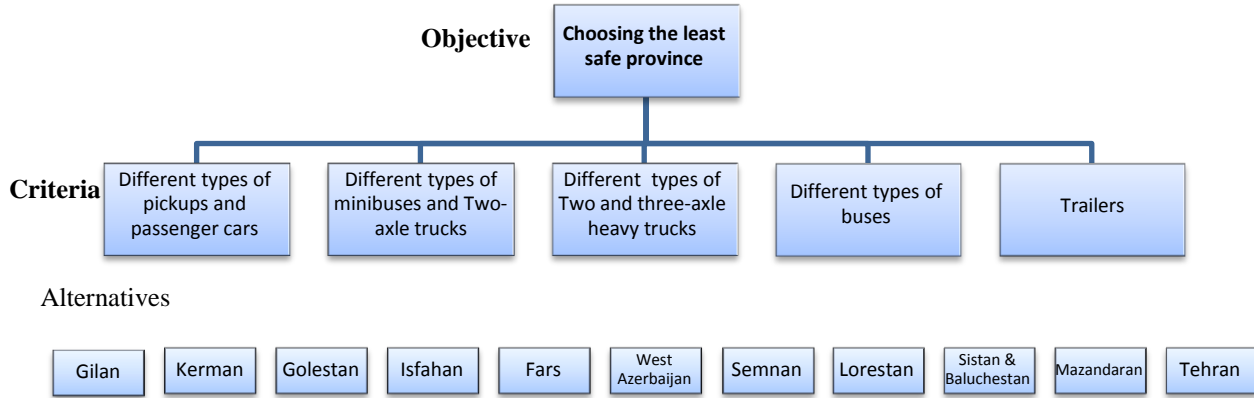 Objective
Choosing the least
safe province
Criteria
Different types of
pickups and
passenger cars
Different types of
minibuses and Two-
axle trucks
Different types of
Two and three-axle
heavy trucks
Different types of
buses
Trailers
Alternatives
Gilan
Kerman
Golestan
Isfahan
Fars
West
Azerbaijan
Semnan
Lorestan
Sistan &
Baluchestan
Mazandaran
Tehran